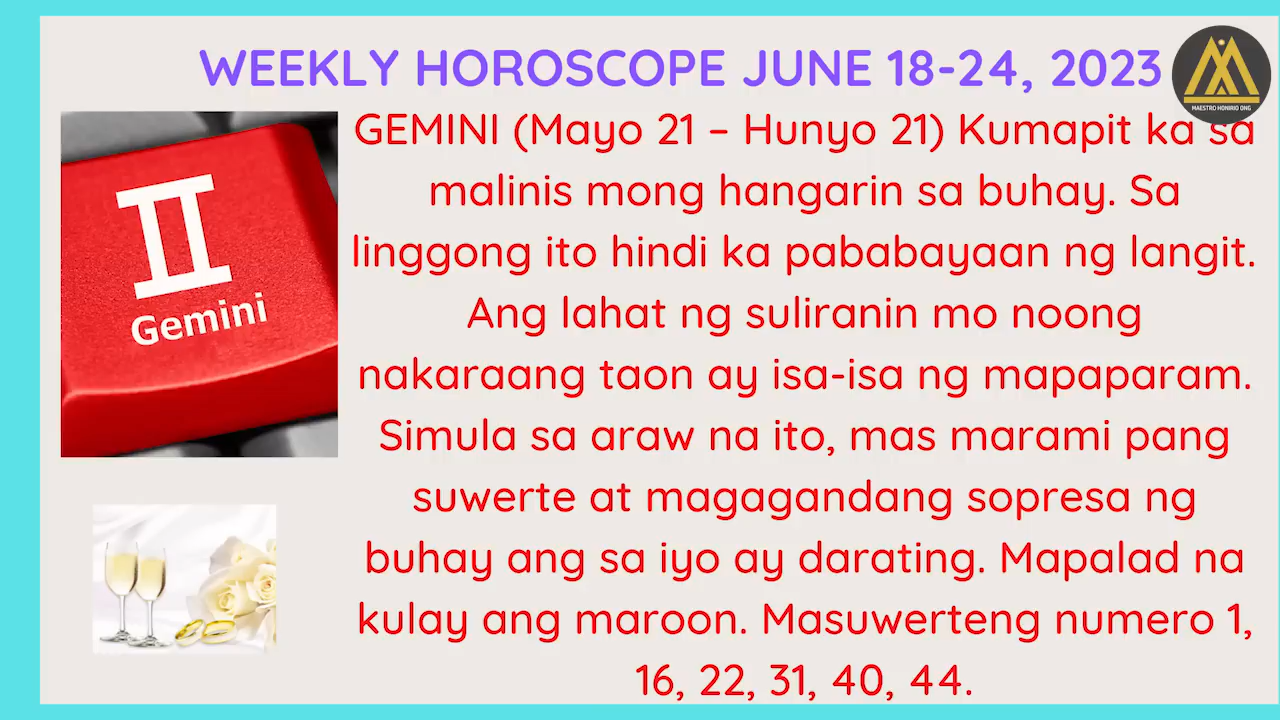 WEEKLY HOROSCOPE JUNE 18-24, 2023
MAESTRO HONIRIO ONG
GEMINI (Mayo 21 – Hunyo 21) Kumapit ka sa
malinis mong hangarin sa buhay. Sa
linggong ito hindi ka pababayaan ng langit.
Ang lahat ng suliranin mo noong
nakaraang taon ay isa-isa ng mapaparam.
Simula sa araw na ito, mas marami pang
suwerte at magagandang sopresa ng
buhay ang sa iyo ay darating. Mapalad na
kulay ang maroon. Masuwerteng numero 1,
16, 22, 31, 40, 44.
Gemini